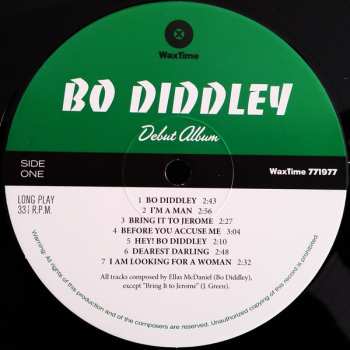 WaxTime
BO DIDDLEY
Debut Album
SIDE
ONE
WaxTime 771977
LONG PLAY
33⅓ R.P.M.
1 BO DIDDLEY 2:43
2 I'M A MAN 2:56
3 BRING IT TO JEROME 2:27
4 BEFORE YOU ACCUSE ME 3:04
5 HEY! BO DIDDLEY 2:10
6 DEAREST DARLING 2:46
7 I AM LOOKING FOR A WOMAN 2:32
All tracks composed by Ellas McDaniel (Bo Diddley),
except "Bring It to Jerome" (J. Green).
Warning: All rights of this production and of the composers are reserved. Unauthorized copying of this record is prohibited.